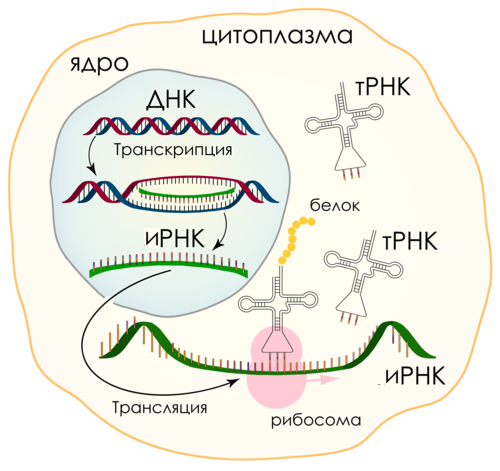 цитоплазма
ядро
ДНК
тРНК
Транскрипция
белок
иРНК
тРНК
иРНК
Трансляция
рибосома